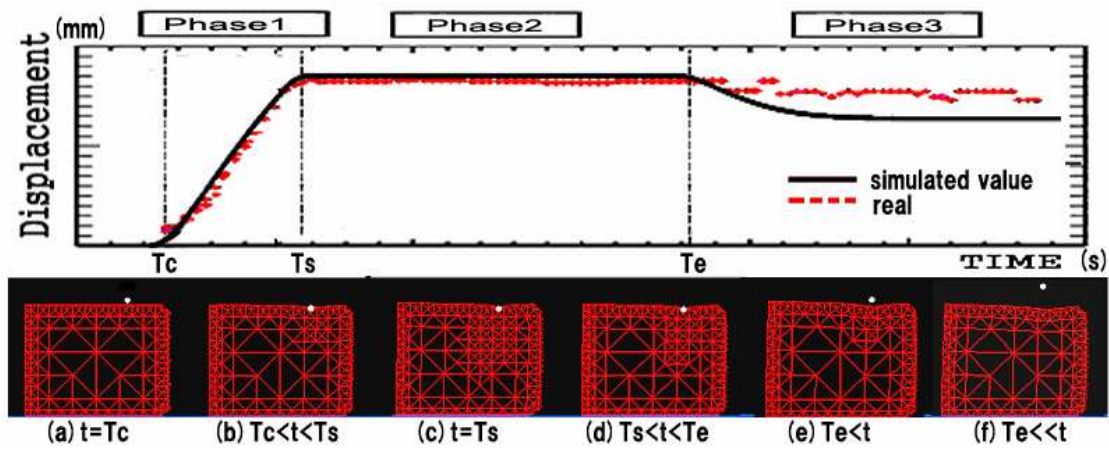 Phase1
Phase2
Phase3
(mm)
Displacement
simulated value
real
Tc
Ts
Te
TIME (s)
(a) t=Tc
(b) Tc<t<Ts
(c) t=Ts
(d) Ts<t<Te
(e) Te<t
(f) Te<<t